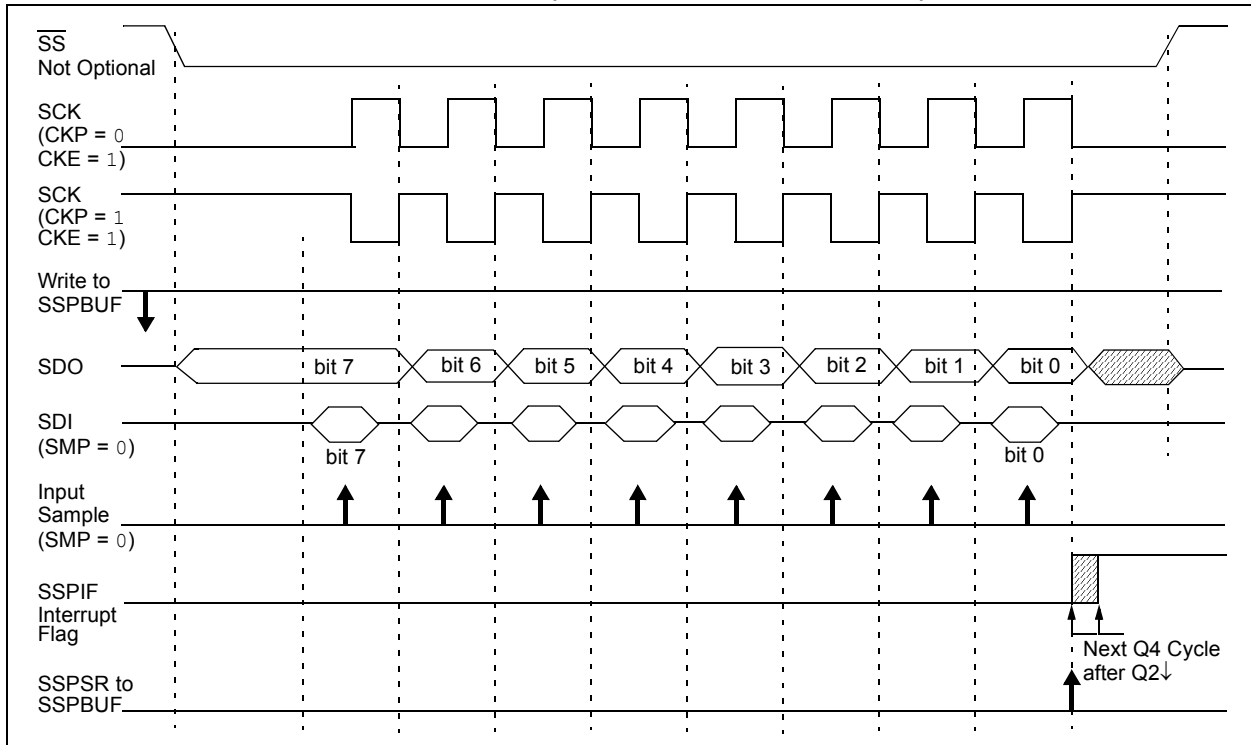 SS
Not Optional
SCK
(CKP = 0
CKE = 1)
SCK
(CKP = 1
CKE = 1)
Write to
SSPBUF
SDO
bit 7 bit 6 bit 5 bit 4 bit 3 bit 2 bit 1 bit 0
SDI
(SMP = 0)
bit 7 bit 0
Input
Sample
(SMP = 0)
SSPIF
Interrupt
Flag
Next Q4 Cycle
after Q2↓
SSPSR to
SSPBUF